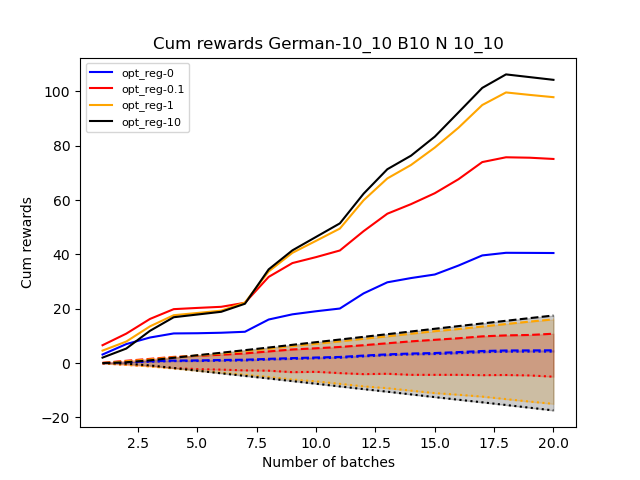 Cum rewards German-10_10 B10 N 10_10
opt_reg-0
opt_reg-0.1
opt_reg-1
opt_reg-10
Cum rewards
100
80
60
40
20
0
−20
2.5 5.0 7.5 10.0 12.5 15.0 17.5 20.0
Number of batches